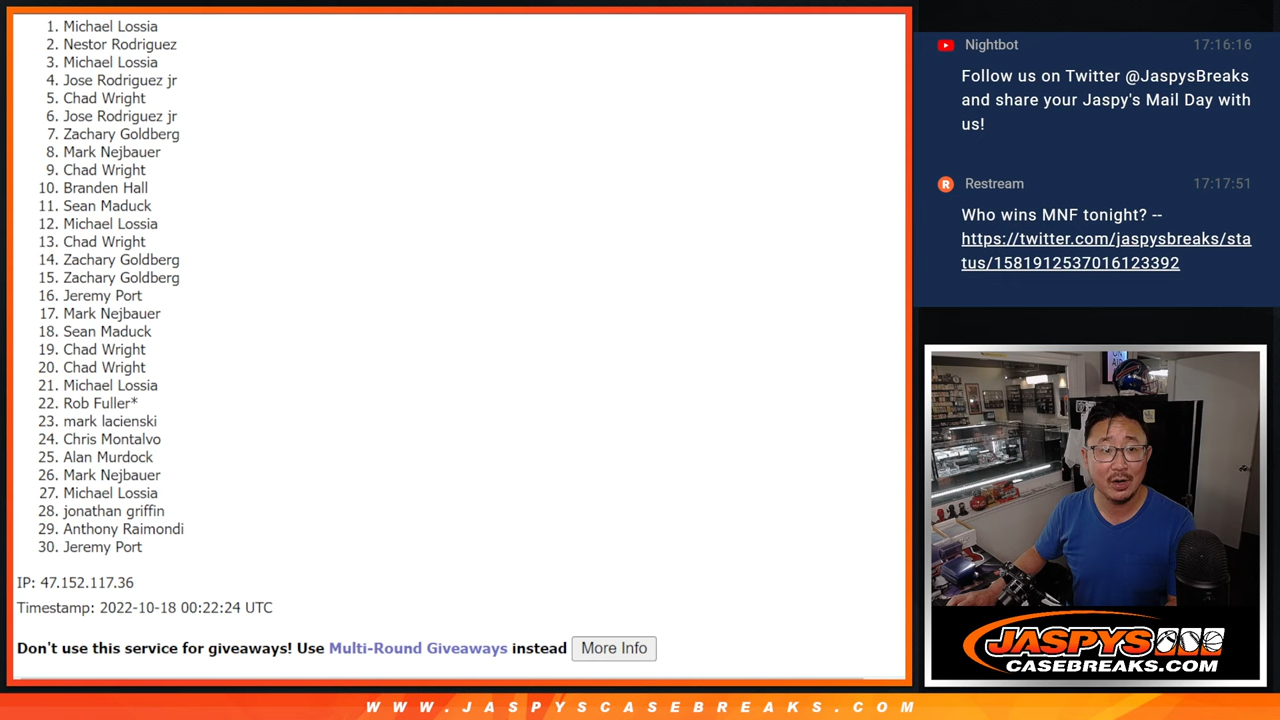 1. Michael Lossia
2. Nestor Rodriguez
3. Michael Lossia
4. Jose Rodriguez jr
5. Chad Wright
6. Jose Rodriguez jr
7. Zachary Goldberg
8. Mark Nejbauer
9. Chad Wright
10. Branden Hall
11. Sean Maduck
12. Michael Lossia
13. Chad Wright
14. Zachary Goldberg
15. Zachary Goldberg
16. Jeremy Port
17. Mark Nejbauer
18. Sean Maduck
19. Chad Wright
20. Chad Wright
21. Michael Lossia
22. Rob Fuller*
23. mark lacienski
24. Chris Montalvo
25. Alan Murdock
26. Mark Nejbauer
27. Michael Lossia
28. jonathan griffin
29. Anthony Raimondi
30. Jeremy Port
IP: 47.152.117.36
Timestamp: 2022-10-18 00:22:24 UTC
Don't use this service for giveaways! Use Multi-Round Giveaways instead More Info
Nightbot 17:16:16
Follow us on Twitter @JaspysBreaks
and share your Jaspy's Mail Day with
us!
R Restream 17:17:51
Who wins MNF tonight? --
https://twitter.com/jaspysbreaks/sta
tus/1581912537016123392
ON
AIR
JASPYS
CASEBREAKS.COM
WWW.JASPYSCASEBREAKS.COM